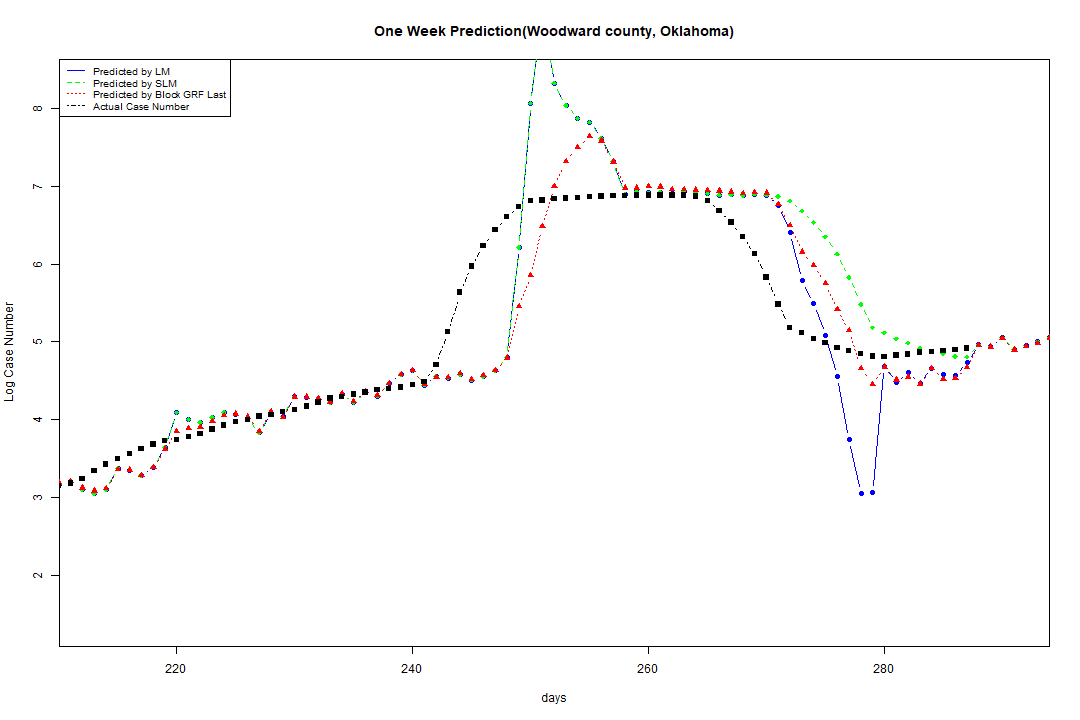 One Week Prediction(Woodward county, Oklahoma)
Predicted by LM
Predicted by SLM
Predicted by Block GRF Last
Actual Case Number
8
7
6
5
4
3
2
Log Case Number
220 240 260 280
days